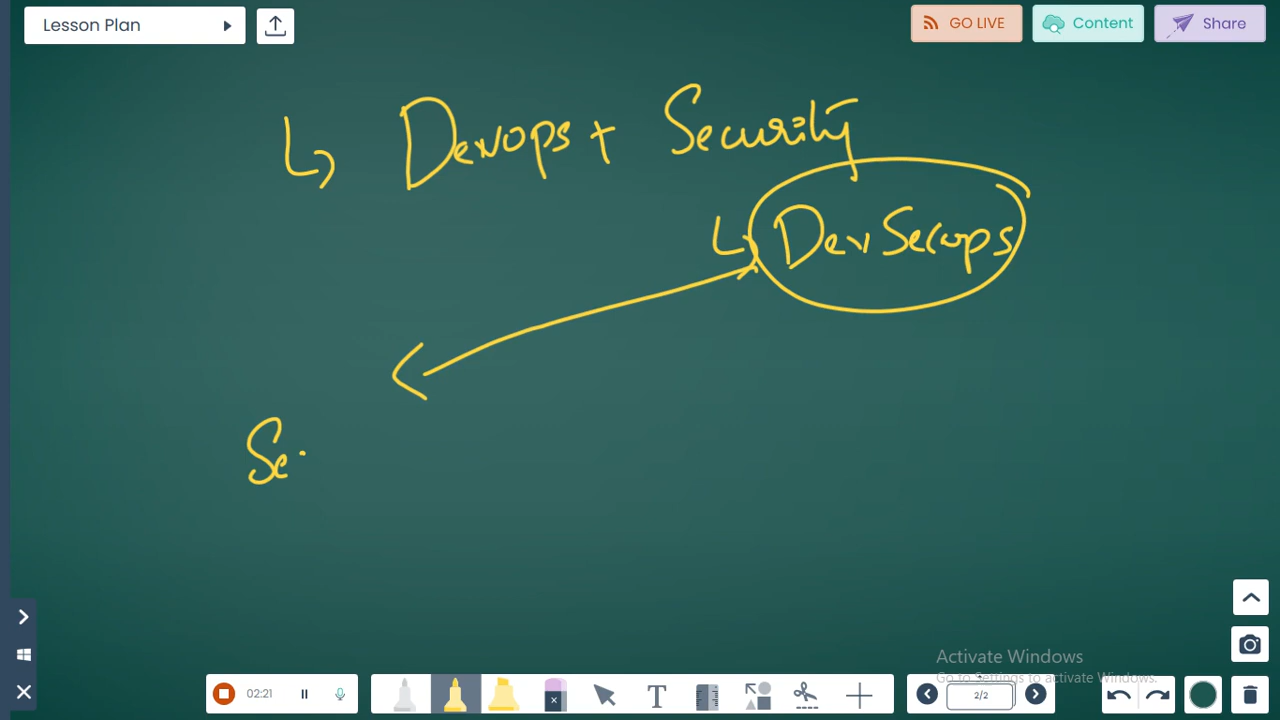 Lesson Plan
GO LIVE
Content
Share
↳ Devops + Security
↳ DevSecops
Se
Activate Windows
Go to Settings to activate Windows.
02:21
T
2/2